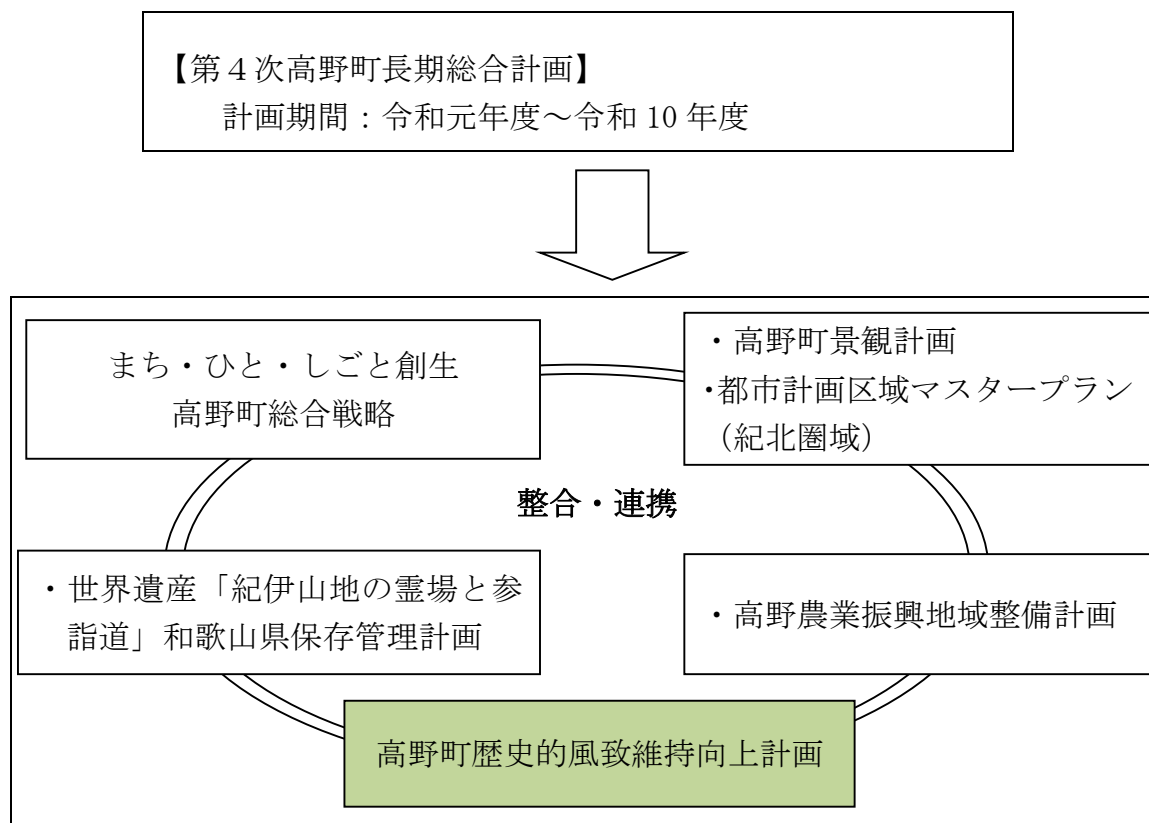 【第４次高野町長期総合計画】
計画期間：令和元年度～令和 10 年度
まち・ひと・しごと創生
高野町総合戦略
・高野町景観計画
・都市計画区域マスタープラン
（紀北圏域）
整合・連携
・世界遺産「紀伊山地の霊場と参
詣道」和歌山県保存管理計画
・高野農業振興地域整備計画
高野町歴史的風致維持向上計画